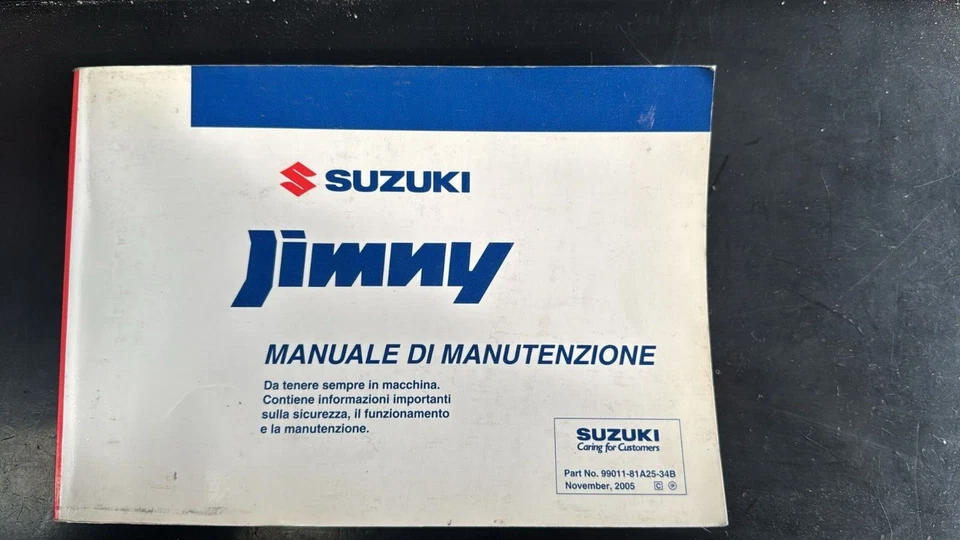 SUZUKI
Jimny
MANUALE DI MANUTENZIONE
Da tenere sempre in macchina.
Contiene informazioni importanti
sulla sicurezza, il funzionamento
e la manutenzione.
SUZUKI
Caring for Customers
Part No. 99011-81A25-34B
November, 2005 C P